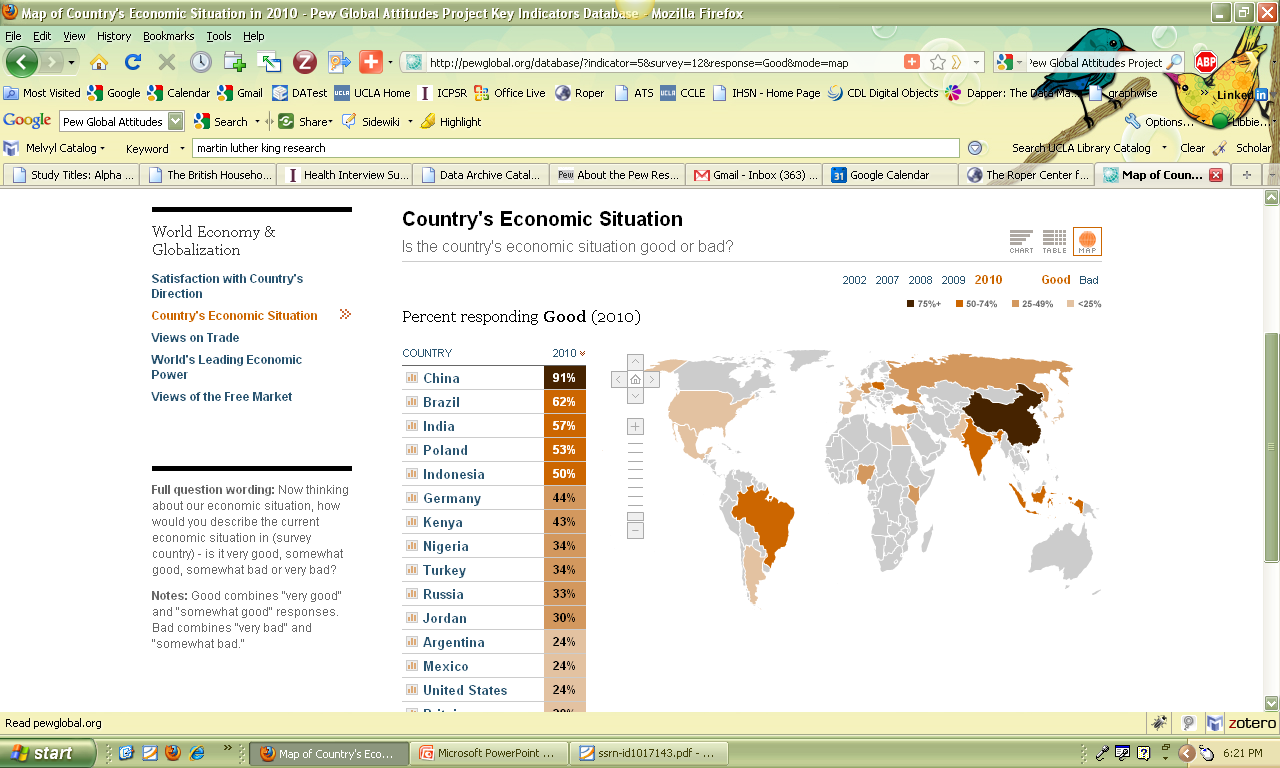 Map of Country's Economic Situation in 2010 - Pew Global Attitudes Project Key Indicators Database - Mozilla Firefox
File Edit View History Bookmarks Tools Help
http://pewglobal.org/database/?indicator=5&survey=12&response=Good&mode=map
Pew Global Attitudes Project
ABP
Most Visited Google Calendar Gmail DATest UCLA Home ICPSR Office Live Roper ATS CCLE IHSN - Home Page CDL Digital Objects Dapper: The Data Ma... graphwise Linked in
Google Pew Global Attitudes Search Share Sidewiki Highlight Options... Libbie...
Melvyl Catalog Keyword martin luther king research Search UCLA Library Catalog Clear Scholar
Study Titles: Alpha ... The British Househo... Health Interview Su... Data Archive Catal... Pew About the Pew Res... Gmail - Inbox (363) ... 31 Google Calendar The Roper Center f... Map of Coun...
World Economy &
Globalization
Satisfaction with Country's
Direction
Country's Economic Situation
Views on Trade
World's Leading Economic
Power
Views of the Free Market
Full question wording: Now thinking
about our economic situation, how
would you describe the current
economic situation in (survey
country) - is it very good, somewhat
good, somewhat bad or very bad?
Notes: Good combines "very good"
and "somewhat good" responses.
Bad combines "very bad" and
"somewhat bad."
Country's Economic Situation
Is the country's economic situation good or bad?
CHART TABLE MAP
2002 2007 2008 2009 2010 Good Bad
75%+ 50-74% 25-49% <25%
Percent responding Good (2010)
COUNTRY 2010
China 91%
Brazil 62%
India 57%
Poland 53%
Indonesia 50%
Germany 44%
Kenya 43%
Nigeria 34%
Turkey 34%
Russia 33%
Jordan 30%
Argentina 24%
Mexico 24%
United States 24%
Read pewglobal.org
zotero
start Map of Country's Eco... Microsoft PowerPoint ... ssrn-id1017143.pdf - ... 6:21 PM